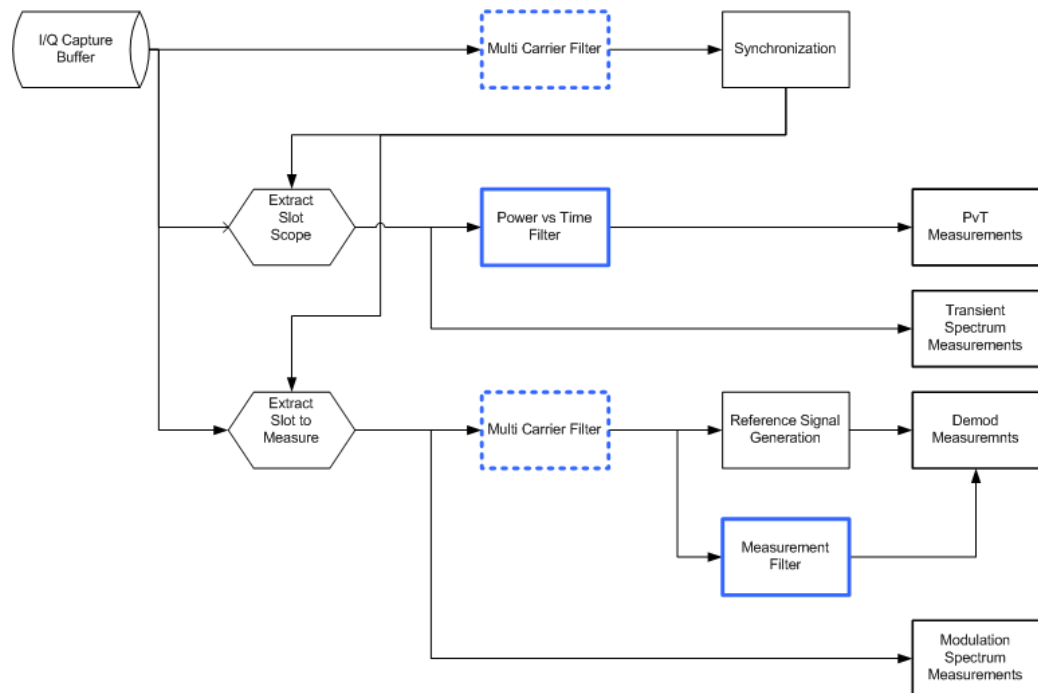 I/Q Capture
Buffer
Multi Carrier Filter
Synchronization
Extract
Slot
Scope
Power vs Time
Filter
PvT
Measurements
Transient
Spectrum
Measurements
Extract
Slot to
Measure
Multi Carrier Filter
Reference Signal
Generation
Demod
Measuremnts
Measurement
Filter
Modulation
Spectrum
Measurements